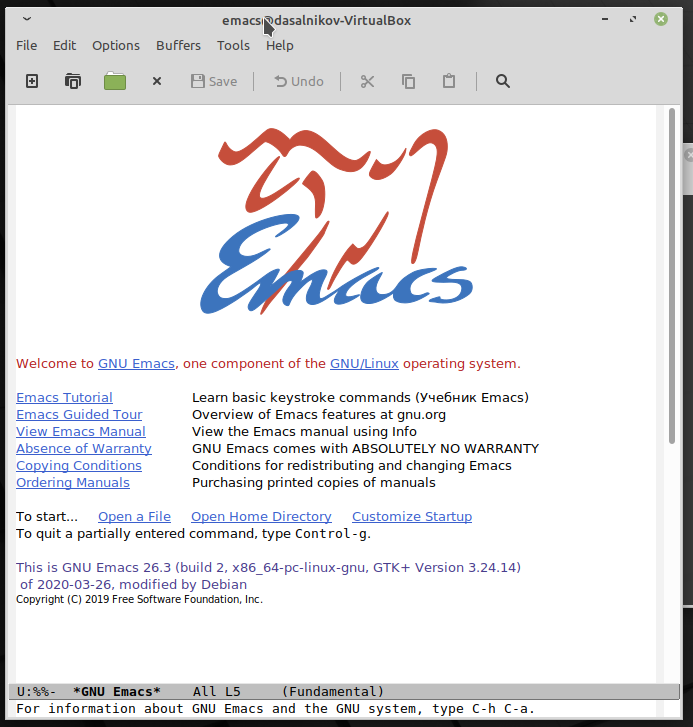 emacs@dasalnikov-VirtualBox
File Edit Options Buffers Tools Help
Save Undo
Emacs
Welcome to GNU Emacs, one component of the GNU/Linux operating system.
Emacs Tutorial Learn basic keystroke commands (Учебник Emacs)
Emacs Guided Tour Overview of Emacs features at gnu.org
View Emacs Manual View the Emacs manual using Info
Absence of Warranty GNU Emacs comes with ABSOLUTELY NO WARRANTY
Copying Conditions Conditions for redistributing and changing Emacs
Ordering Manuals Purchasing printed copies of manuals
To start... Open a File Open Home Directory Customize Startup
To quit a partially entered command, type Control-g.
This is GNU Emacs 26.3 (build 2, x86_64-pc-linux-gnu, GTK+ Version 3.24.14)
of 2020-03-26, modified by Debian
Copyright (C) 2019 Free Software Foundation, Inc.
U:%%- *GNU Emacs* All L5 (Fundamental)
For information about GNU Emacs and the GNU system, type C-h C-a.